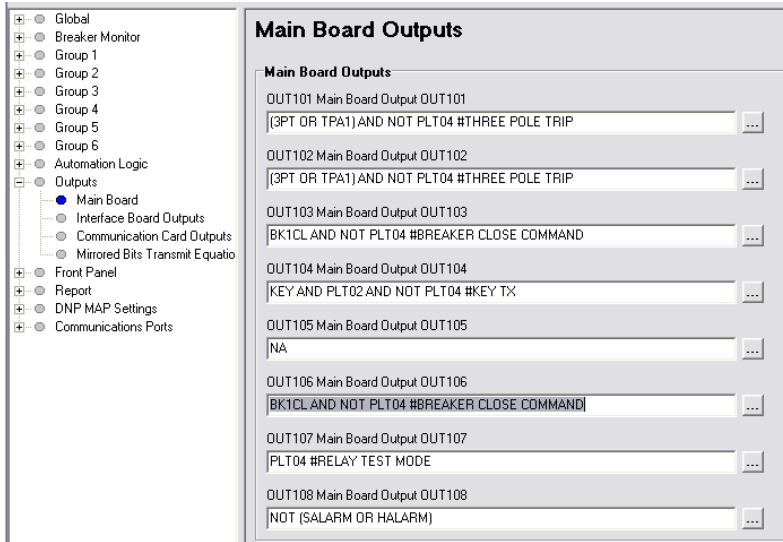 Global
Breaker Monitor
Group 1
Group 2
Group 3
Group 4
Group 5
Group 6
Automation Logic
Outputs
Main Board
Interface Board Outputs
Communication Card Outputs
Mirrored Bits Transmit Equatio
Front Panel
Report
DNP MAP Settings
Communications Ports
Main Board Outputs
Main Board Outputs
OUT101 Main Board Output OUT101
(3PT OR TPA1) AND NOT PLT04 #THREE POLE TRIP
...
OUT102 Main Board Output OUT102
(3PT OR TPA1) AND NOT PLT04 #THREE POLE TRIP
...
OUT103 Main Board Output OUT103
BK1CL AND NOT PLT04 #BREAKER CLOSE COMMAND
...
OUT104 Main Board Output OUT104
KEY AND PLT02 AND NOT PLT04 #KEY TX
...
OUT105 Main Board Output OUT105
NA
...
OUT106 Main Board Output OUT106
BK1CL AND NOT PLT04 #BREAKER CLOSE COMMAND
...
OUT107 Main Board Output OUT107
PLT04 #RELAY TEST MODE
...
OUT108 Main Board Output OUT108
NOT (SALARM OR HALARM)
...